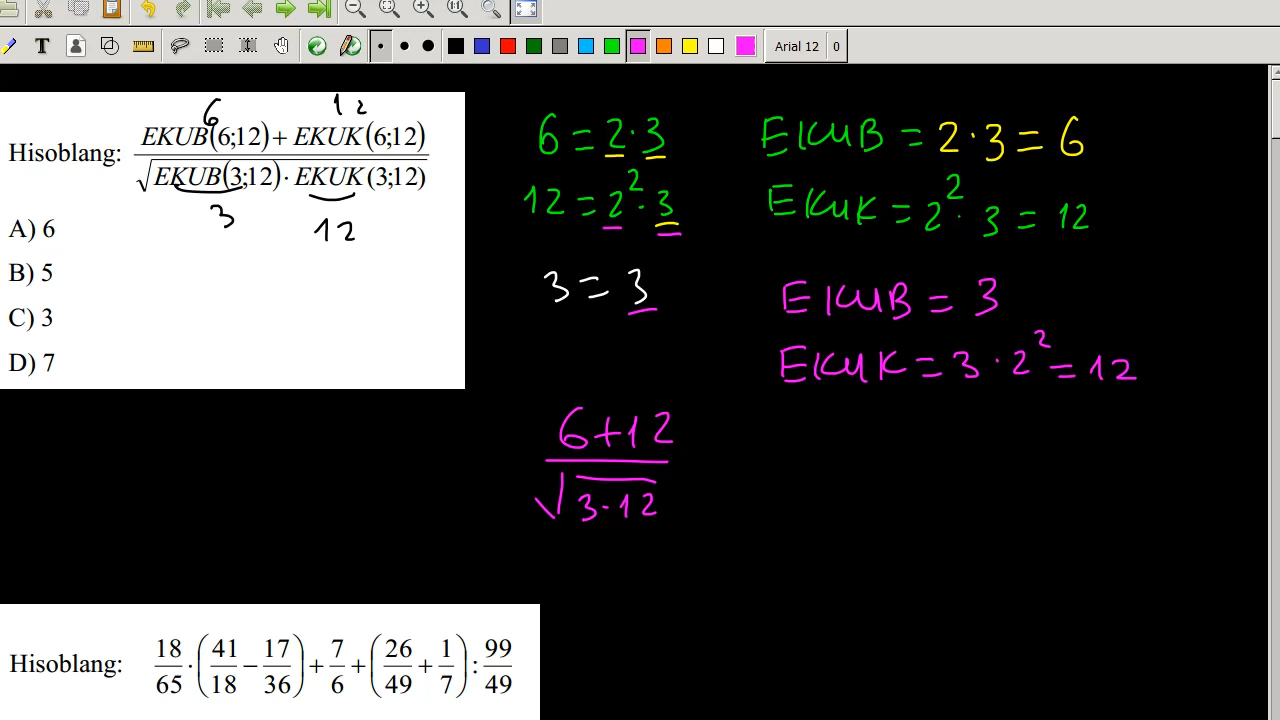 Arial 12 0
6 12
Hisoblang: EKUB(6;12) + EKUK(6;12)
√EKUB(3;12) · EKUK(3;12)
3 12
A) 6
B) 5
C) 3
D) 7
6 = 2 · 3 EKUB = 2 · 3 = 6
12 = 2² · 3 EKUK = 2² · 3 = 12
3 = 3 EKUB = 3
EKUK = 3 · 2² = 12
6 + 12
√3 · 12
Hisoblang: 18/65 · (41/18 − 17/36) + 7/6 + (26/49 + 1/7) : 99/49